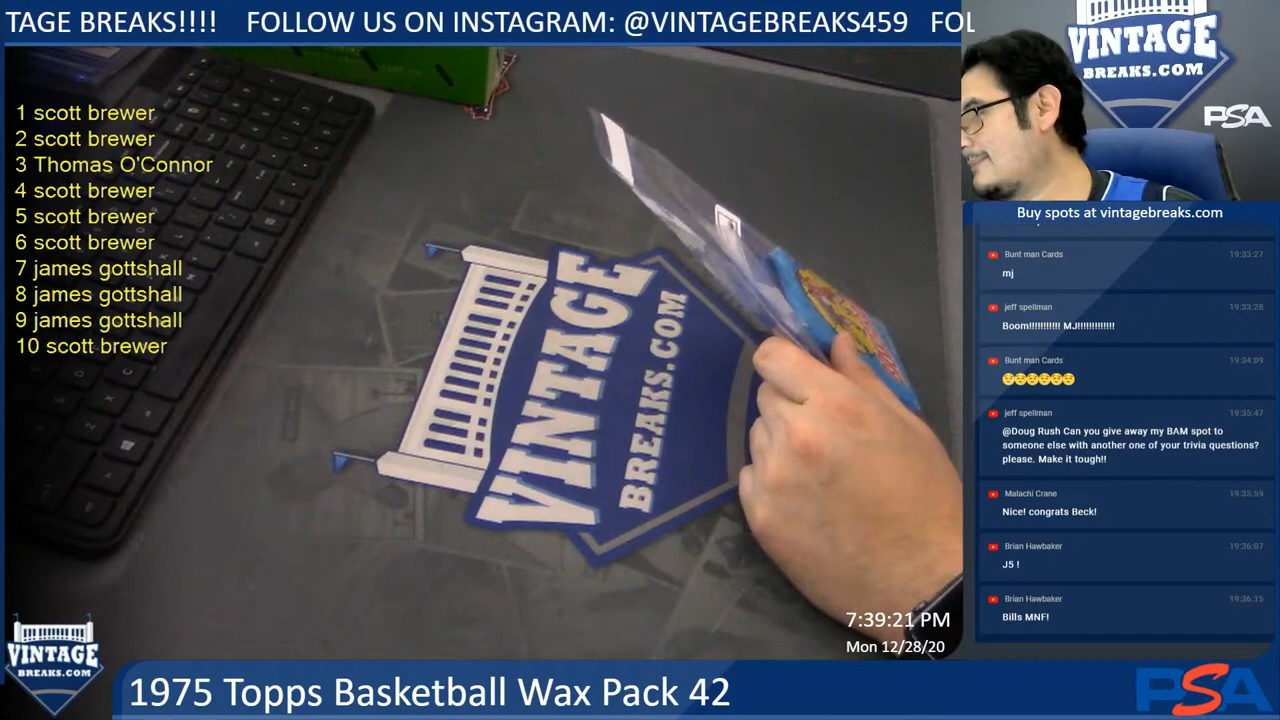 TAGE BREAKS!!!! FOLLOW US ON INSTAGRAM: @VINTAGEBREAKS459 FOL
VINTAGE
BREAKS.COM
PSA
1 scott brewer
2 scott brewer
3 Thomas O'Connor
4 scott brewer
5 scott brewer
6 scott brewer
7 james gottshall
8 james gottshall
9 james gottshall
10 scott brewer
VINTAGE
BREAKS.COM
Buy spots at vintagebreaks.com
Bunt man Cards 19:33:27
mj
jeff spellman 19:33:28
Boom!!!!!!!!!!! MJ!!!!!!!!!!!!!
Bunt man Cards 19:34:09
jeff spellman 19:35:47
@Doug Rush Can you give away my BAM spot to
someone else with another one of your trivia questions?
please. Make it tough!!
Malachi Crane 19:35:59
Nice! congrats Beck!
Brian Hawbaker 19:36:07
J5 !
Brian Hawbaker 19:36:15
Bills MNF!
7:39:21 PM
Mon 12/28/20
VINTAGE
BREAKS.COM
1975 Topps Basketball Wax Pack 42
PSA